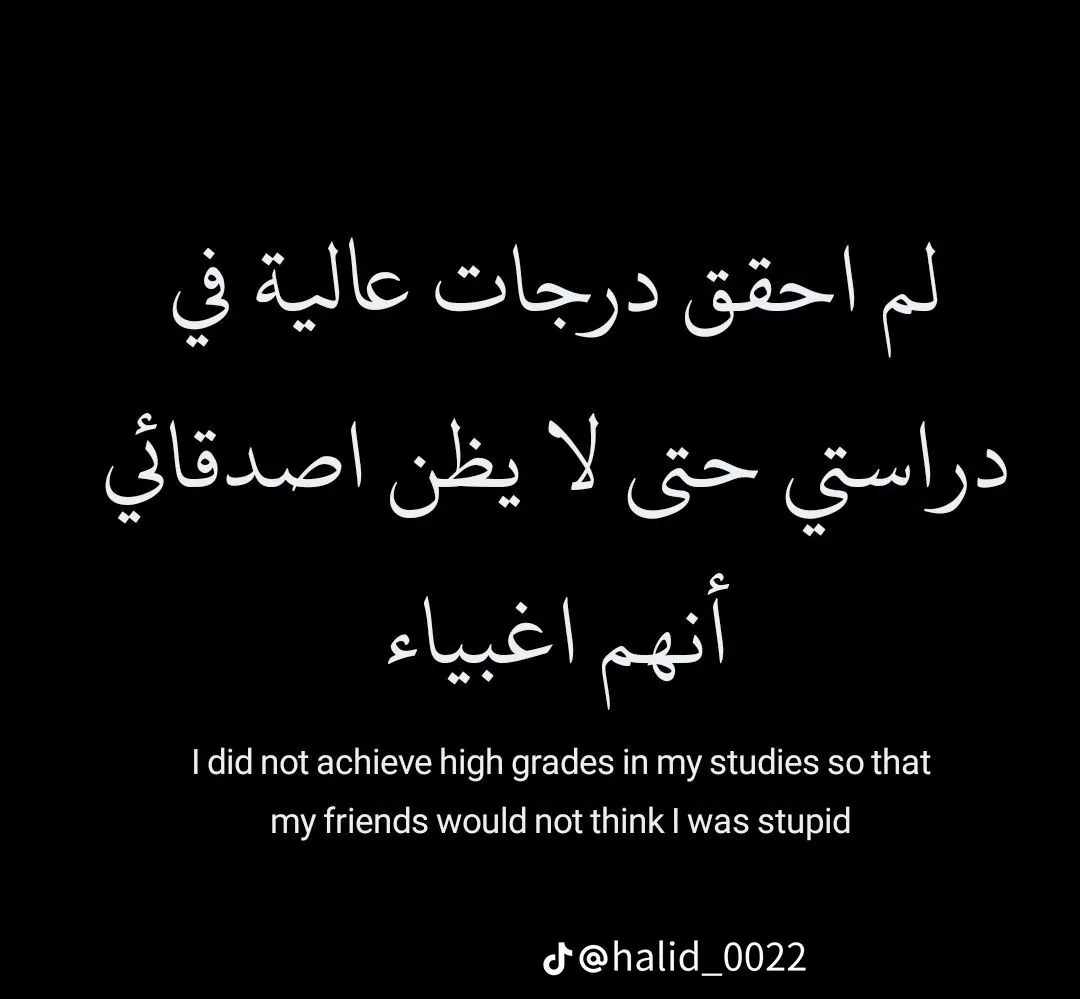 لم احقق درجات عالية في
دراستي حتى لا يظن اصدقائي
أنهم اغبياء
I did not achieve high grades in my studies so that
my friends would not think I was stupid
@halid_0022